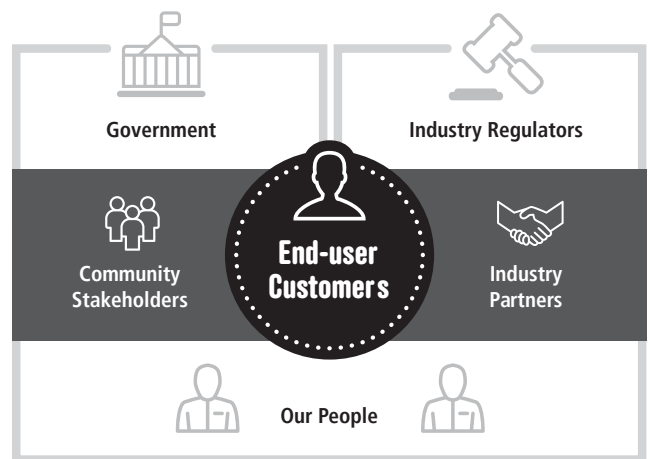 Government
Industry Regulators
Community
Stakeholders
End-user
Customers
Industry
Partners
Our People